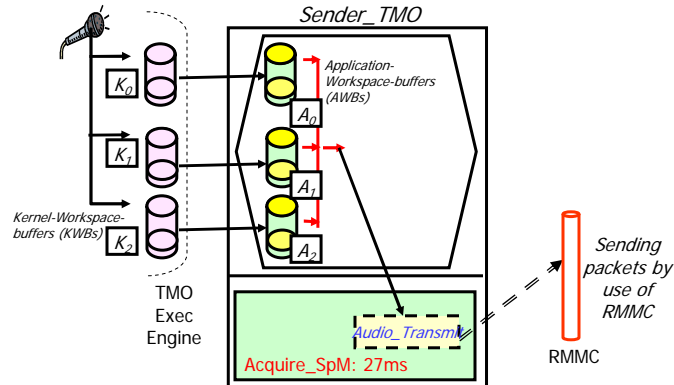 Sender_TMO
K0
Application-
Workspace-buffers
(AWBs)
A0
K1
A1
Kernel-Workspace-
buffers (KWBs)
K2
A2
TMO
Exec
Engine
Sending
packets by
use of
RMMC
Audio_Transmit
Acquire_SpM: 27ms
RMMC